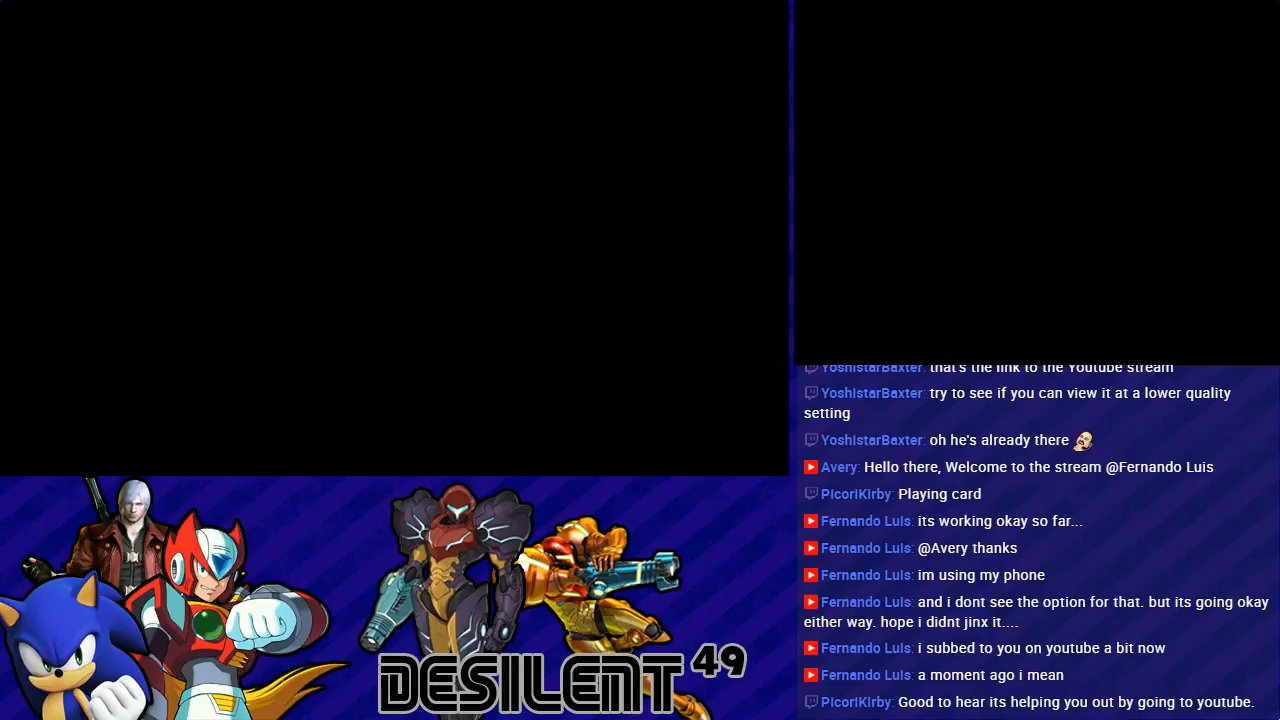 YoshistarBaxter: that's the link to the Youtube stream
YoshistarBaxter: try to see if you can view it at a lower quality
setting
YoshistarBaxter: oh he's already there
Avery: Hello there, Welcome to the stream @Fernando Luis
PicoriKirby: Playing card
Fernando Luis: its working okay so far...
Fernando Luis: @Avery thanks
Fernando Luis: im using my phone
Fernando Luis: and i dont see the option for that. but its going okay
either way. hope i didnt jinx it....
Fernando Luis: i subbed to you on youtube a bit now
Fernando Luis: a moment ago i mean
PicoriKirby: Good to hear its helping you out by going to youtube.
DESILENT 49